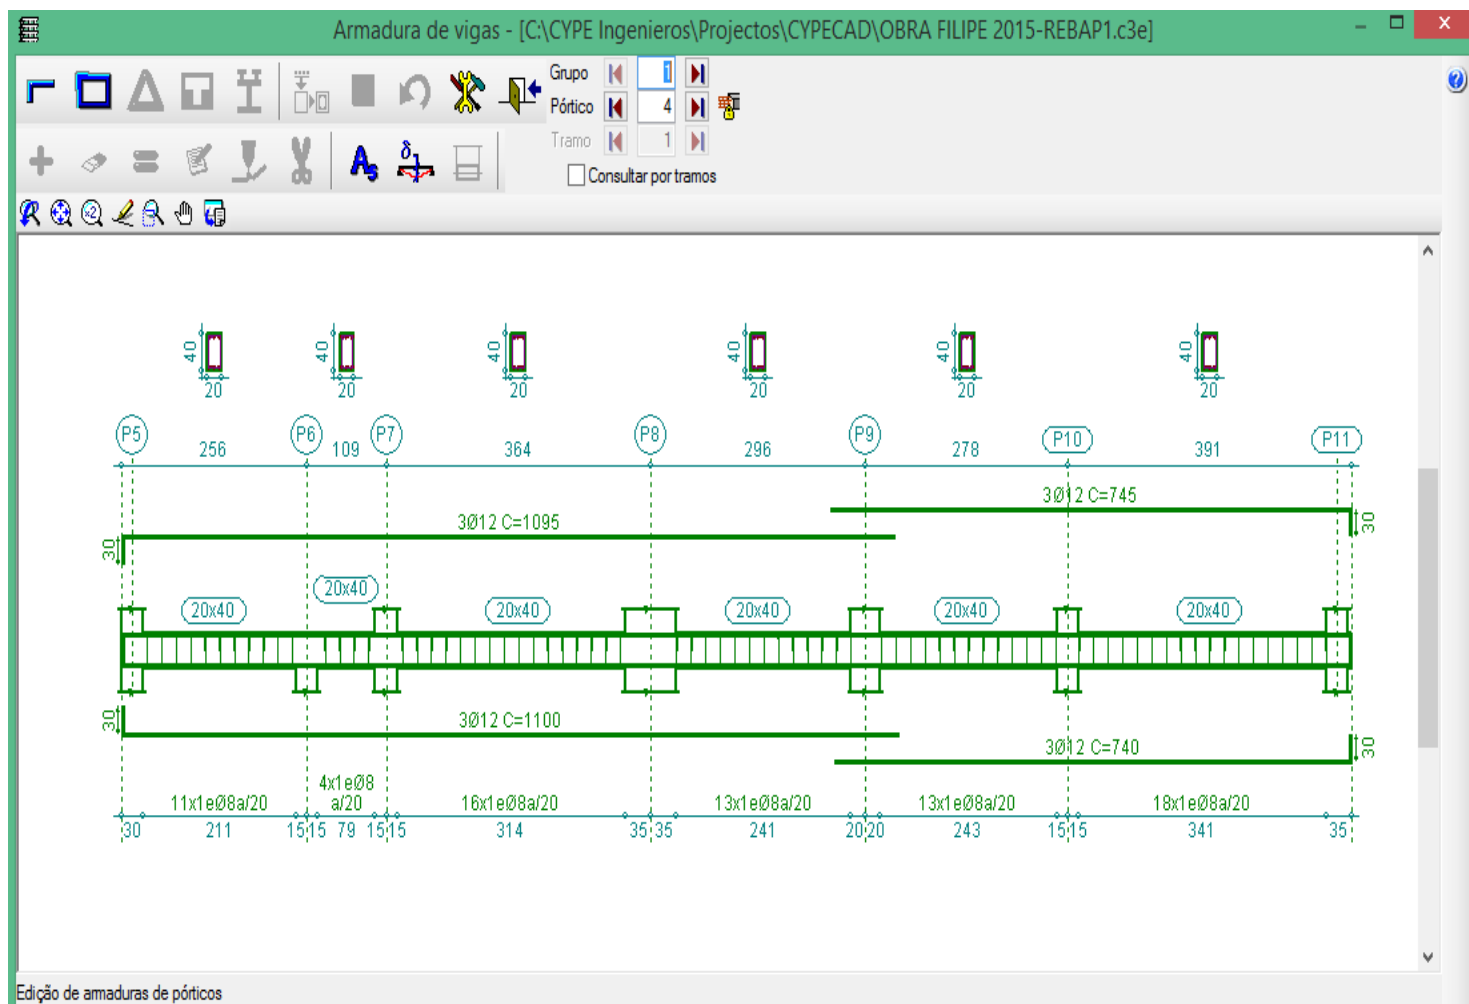 Armadura de vigas - [C:\CYPE Ingenieros\Projectos\CYPECAD\OBRA FILIPE 2015-REBAP1.c3e]
Grupo 1
Pórtico 4
Tramo 1
Consultar por tramos
40 40 40 40 40 40
20 20 20 20 20 20
P5 P6 P7 P8 P9 P10 P11
256 109 364 296 278 391
3Ø12 C=745
30
3Ø12 C=1095
30
20x40 20x40 20x40 20x40 20x40 20x40
3Ø12 C=1100
30
3Ø12 C=740
30
11x1eØ8a/20 4x1eØ8 a/20 16x1eØ8a/20 13x1eØ8a/20 13x1eØ8a/20 18x1eØ8a/20
30 211 15 15 79 15 15 314 35 35 241 20 20 243 15 15 341 35
Edição de armaduras de pórticos